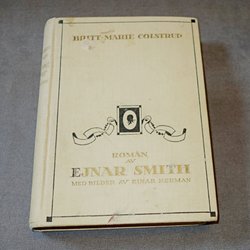 BRITT-MARIE COLSTRUP
ROMAN
AV
EJNAR SMITH
MED BILDER AV EINAR NERMAN